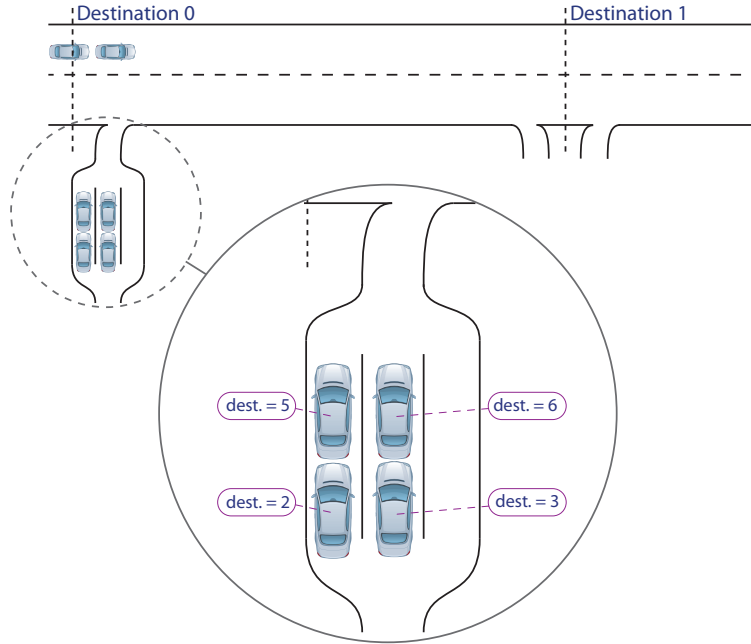 Destination 0
Destination 1
dest. = 5
dest. = 6
dest. = 2
dest. = 3